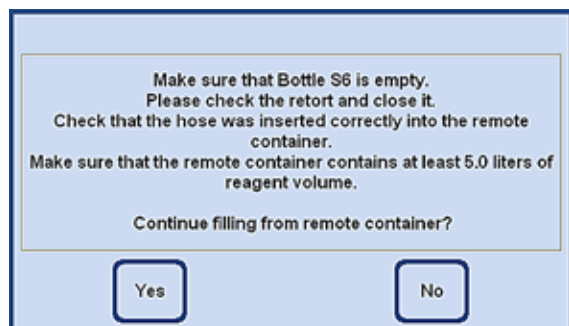 Make sure that Bottle S6 is empty.
Please check the retort and close it.
Check that the hose was inserted correctly into the remote
container.
Make sure that the remote container contains at least 5.0 liters of
reagent volume.
Continue filling from remote container?
Yes
No